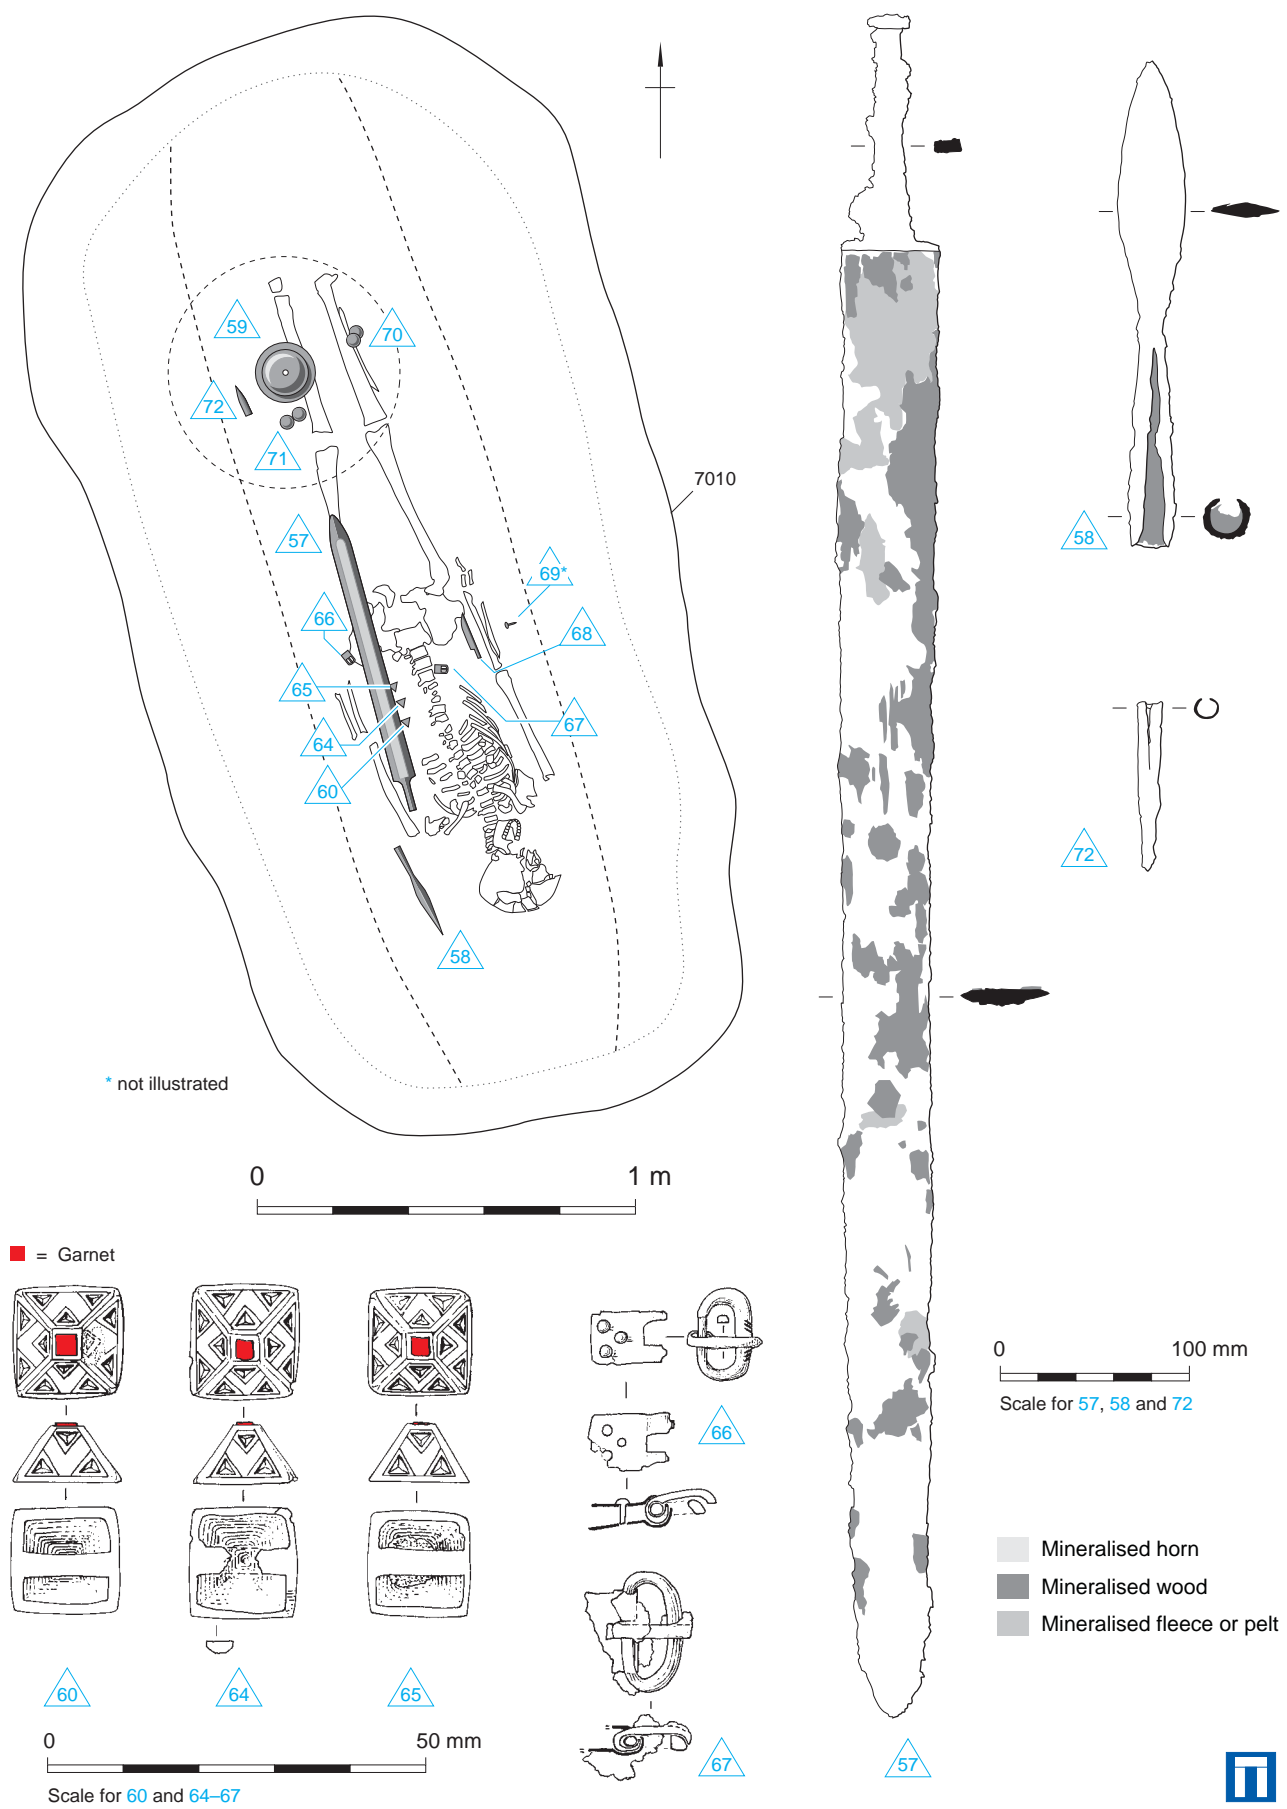 59
70
72
71
7010
57
69*
66
68
65
67
64
60
58
* not illustrated
0 1 m
= Garnet
60
64
65
0 50 mm
Scale for 60 and 64–67
66
67
57
58
72
0 100 mm
Scale for 57, 58 and 72
Mineralised horn
Mineralised wood
Mineralised fleece or pelt